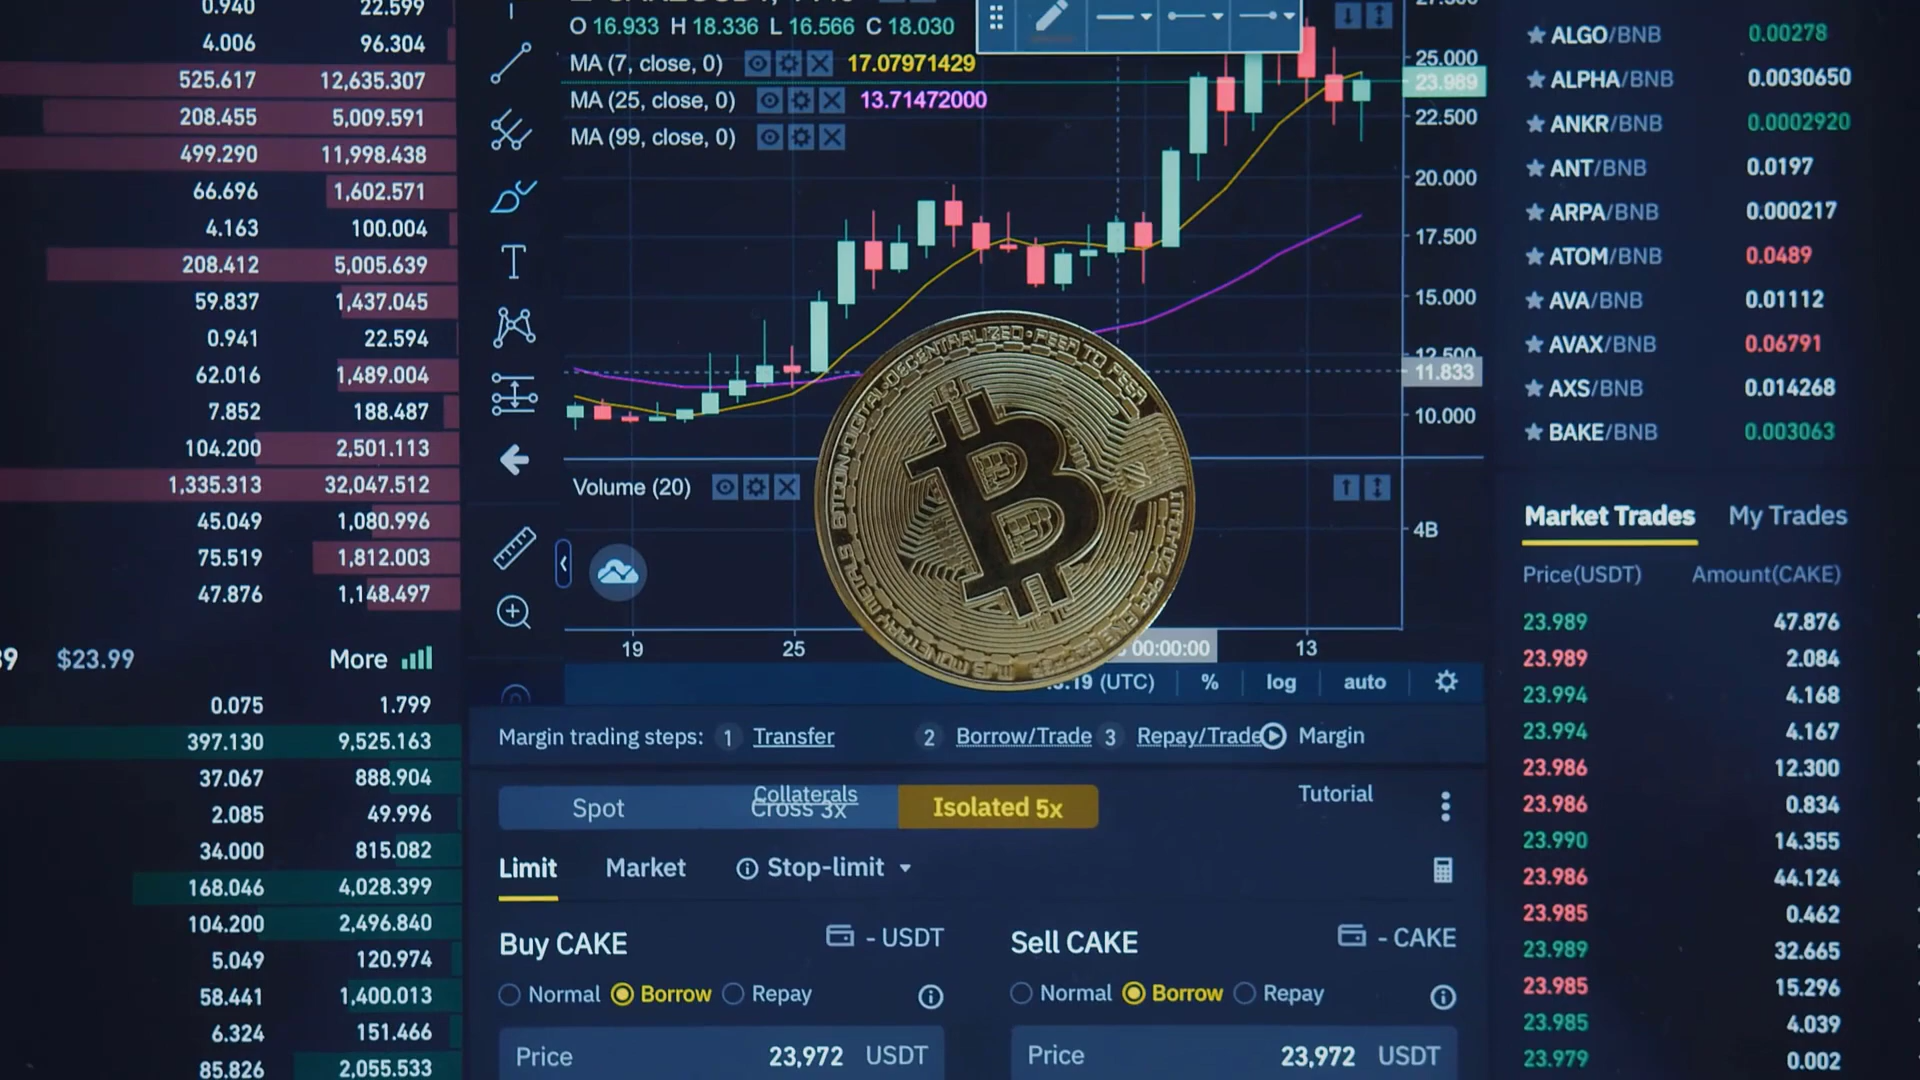 0.940 22.599
4.006 96.304
525.617 12,635.307
208.455 5,009.591
499.290 11,998.438
66.696 1,602.571
4.163 100.004
208.412 5,005.639
59.837 1,437.045
0.941 22.594
62.016 1,489.004
7.852 188.487
104.200 2,501.113
1,335.313 32,047.512
45.049 1,080.996
75.519 1,812.003
47.876 1,148.497
$23.99 More
0.075 1.799
397.130 9,525.163
37.067 888.904
2.085 49.996
34.000 815.082
168.046 4,028.399
104.200 2,496.840
5.049 120.974
58.441 1,400.013
6.324 151.466
85.826 2,055.533
O 16.933 H 18.336 L 16.566 C 18.030
MA (7, close, 0) 17.07971429
MA (25, close, 0) 13.71472000
MA (99, close, 0)
25.000
23.989
22.500
20.000
17.500
15.000
12.500
11.833
10.000
Volume (20)
4B
19 25 00:00:00 13
(UTC) % log auto
DIGITAL • DECENTRALIZED • PEER TO PEER
BITCOIN
B
Margin trading steps: 1 Transfer 2 Borrow/Trade 3 Repay/Trade Margin
Collaterals Tutorial
Spot Cross 3x Isolated 5x
Limit Market Stop-limit
Buy CAKE - USDT
Normal Borrow Repay
Price 23,972 USDT
Sell CAKE - CAKE
Normal Borrow Repay
Price 23,972 USDT
ALGO/BNB 0.00278
ALPHA/BNB 0.0030650
ANKR/BNB 0.0002920
ANT/BNB 0.0197
ARPA/BNB 0.000217
ATOM/BNB 0.0489
AVA/BNB 0.01112
AVAX/BNB 0.06791
AXS/BNB 0.014268
BAKE/BNB 0.003063
Market Trades My Trades
Price(USDT) Amount(CAKE)
23.989 47.876
23.989 2.084
23.994 4.168
23.994 4.167
23.986 12.300
23.986 0.834
23.990 14.355
23.986 44.124
23.985 0.462
23.989 32.665
23.985 15.296
23.985 4.039
23.979 0.002